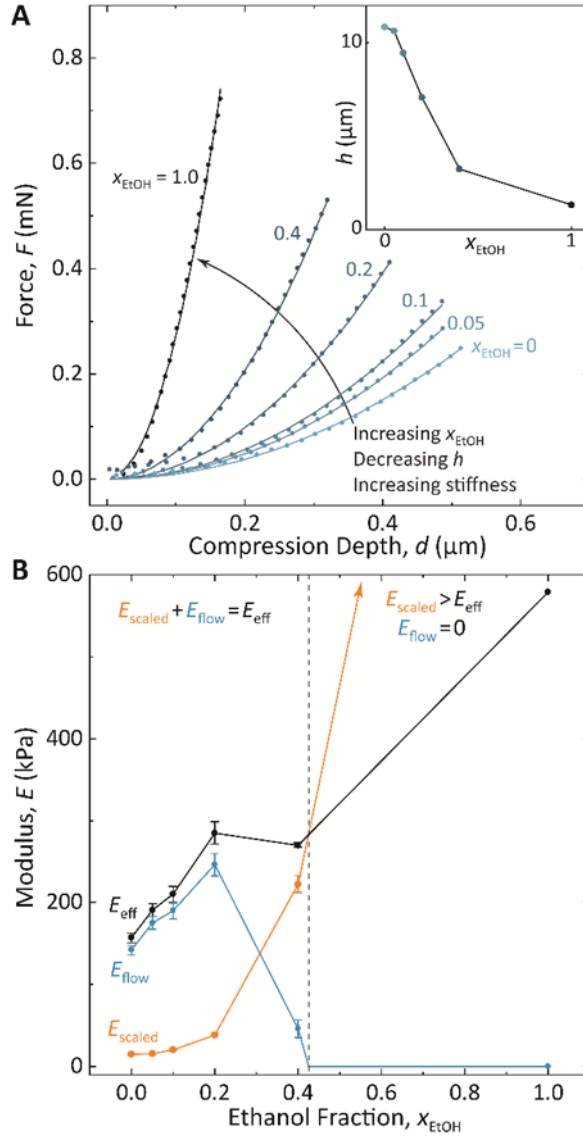 A
0.8
0.6
0.4
0.2
0.0
Force, F (mN)
0.0
0.2
0.4
0.6
Compression Depth, d (μm)
x_EtOH = 1.0
0.4
0.2
0.1
0.05
x_EtOH = 0
Increasing x_EtOH
Decreasing h
Increasing stiffness
10
0
h (μm)
0
1
x_EtOH
B
600
400
200
0
Modulus, E (kPa)
E_scaled + E_flow = E_eff
E_scaled > E_eff
E_flow = 0
E_eff
E_flow
E_scaled
0.0
0.2
0.4
0.6
0.8
1.0
Ethanol Fraction, x_EtOH